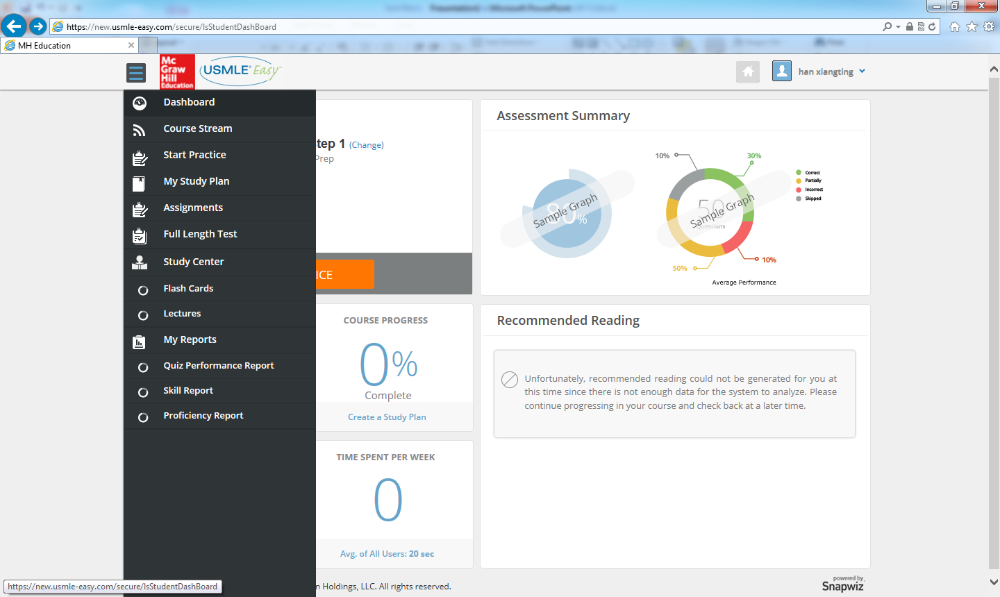 https://new.usmle-easy.com/secure/IsStudentDashBoard
MH Education
Mc
Graw
Hill
Education
USMLE® Easy™
han xiangting
Dashboard
Course Stream
Start Practice
My Study Plan
Assignments
Full Length Test
Study Center
Flash Cards
Lectures
My Reports
Quiz Performance Report
Skill Report
Proficiency Report
tep 1 (Change)
Prep
ICE
COURSE PROGRESS
0%
Complete
Create a Study Plan
TIME SPENT PER WEEK
0
Avg. of All Users: 20 sec
Assessment Summary
80%
Sample Graph
10%
30%
50
Questions
Sample Graph
50%
10%
Correct
Partially
Incorrect
Skipped
Average Performance
Recommended Reading
Unfortunately, recommended reading could not be generated for you at
this time since there is not enough data for the system to analyze. Please
continue progressing in your course and check back at a later time.
https://new.usmle-easy.com/secure/IsStudentDashBoard
n Holdings, LLC. All rights reserved.
powered by
Snapwiz